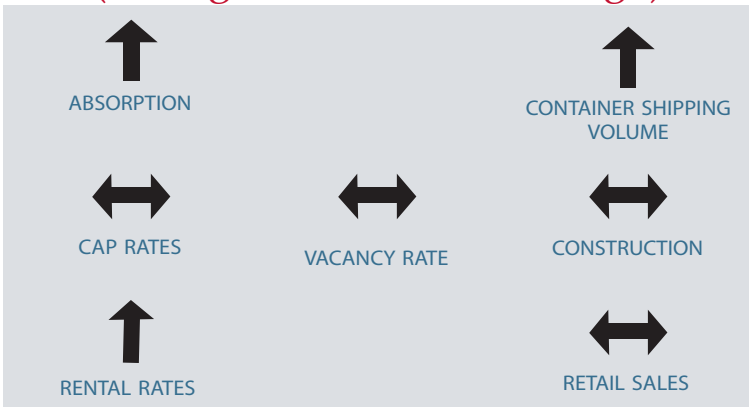 ABSORPTION
CONTAINER SHIPPING
VOLUME
CAP RATES
VACANCY RATE
CONSTRUCTION
RENTAL RATES
RETAIL SALES